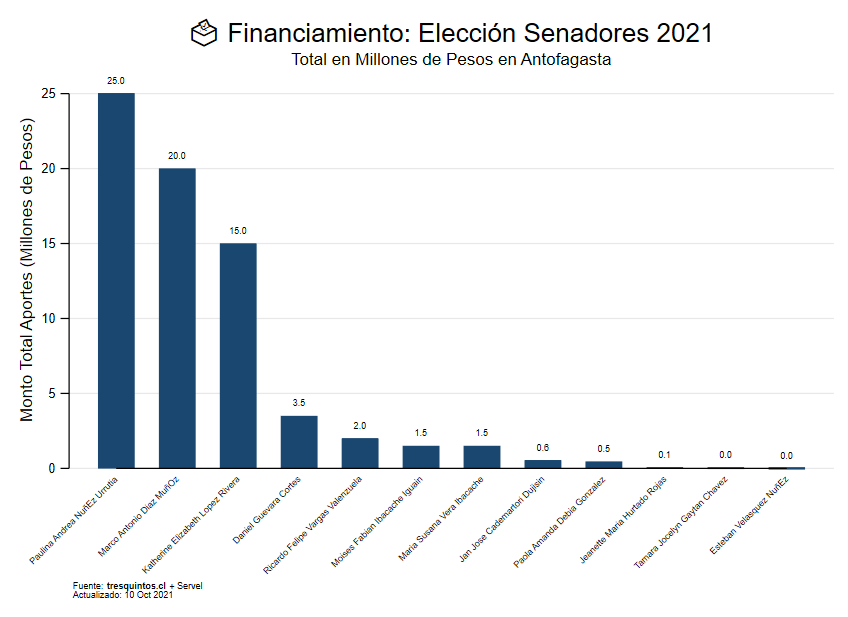 Financiamiento: Elección Senadores 2021
Total en Millones de Pesos en Antofagasta
Monto Total Aportes (Millones de Pesos)
25
20
15
10
5
0
25.0
20.0
15.0
3.5
2.0
1.5
1.5
0.6
0.5
0.1
0.0
0.0
Paulina Andrea NuñEz Urrutia
Marco Antonio Diaz MuñOz
Katherine Elizabeth Lopez Rivera
Daniel Guevara Cortes
Ricardo Felipe Vargas Valenzuela
Moises Fabian Ibacache Iguain
Maria Susana Vera Ibacache
Jan Jose Cademartori Dujisin
Paola Amanda Debia Gonzalez
Jeanette Maria Hurtado Rojas
Tamara Jocelyn Gaytan Chavez
Esteban Velasquez NuñEz
Fuente: tresquintos.cl + Servel
Actualizado: 10 Oct 2021